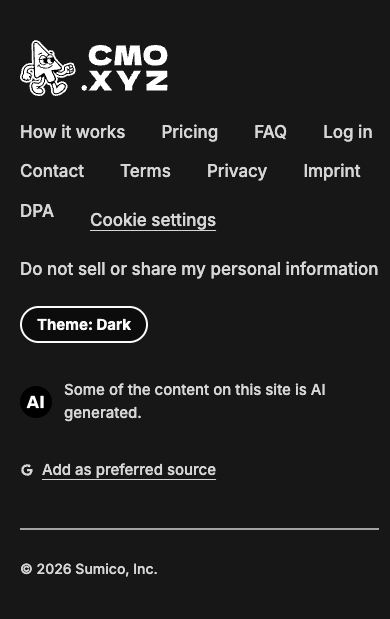 CMO
.XYZ
How it works Pricing FAQ Log in
Contact Terms Privacy Imprint
DPA Cookie settings
Do not sell or share my personal information
Theme: Dark
AI Some of the content on this site is AI
generated.
G Add as preferred source
© 2026 Sumico, Inc.